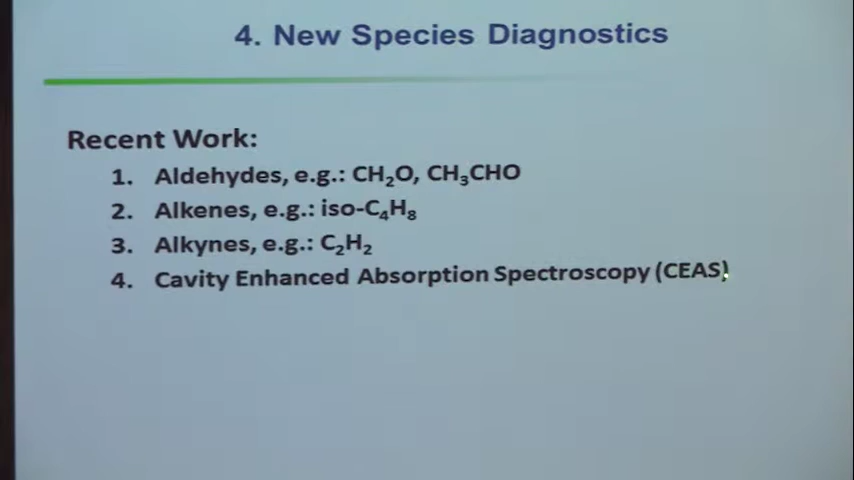 4. New Species Diagnostics
Recent Work:
1. Aldehydes, e.g.: CH₂O, CH₃CHO
2. Alkenes, e.g.: iso-C₄H₈
3. Alkynes, e.g.: C₂H₂
4. Cavity Enhanced Absorption Spectroscopy (CEAS)